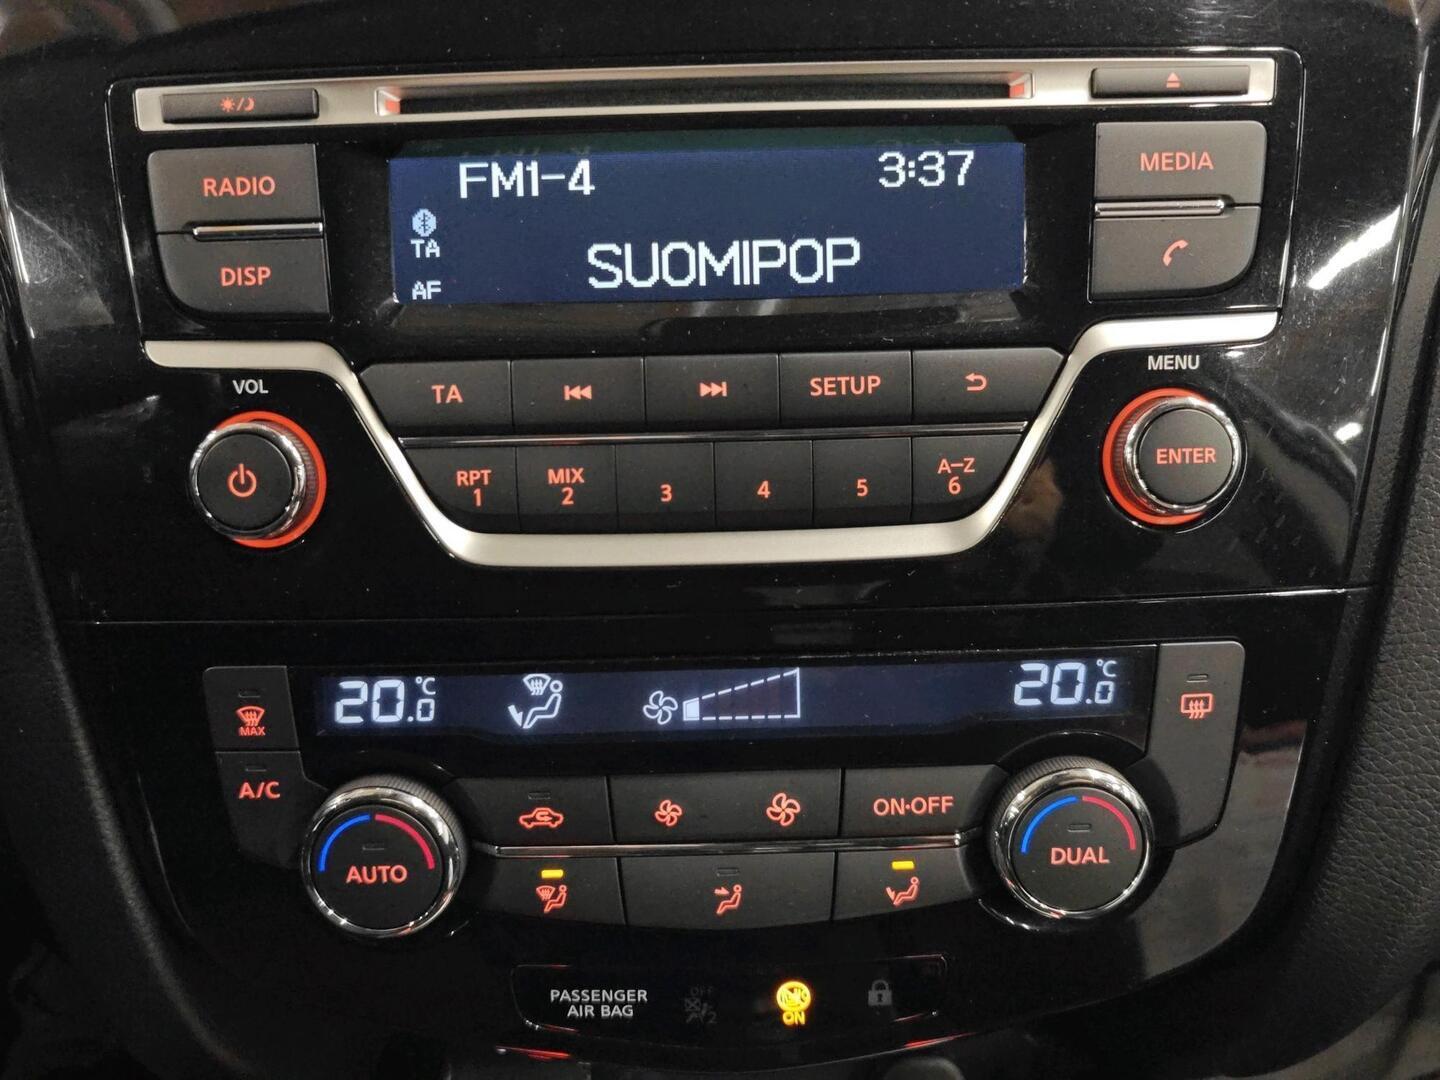 RADIO
DISP
FM1-4 3:37
TA
AF
SUOMIPOP
MEDIA
VOL
MENU
TA
SETUP
RPT
1
MIX
2
3
4
5
A-Z
6
ENTER
20.0 °C
20.0 °C
MAX
A/C
AUTO
ON·OFF
DUAL
PASSENGER
AIR BAG
OFF
2
ON